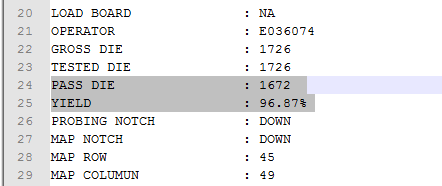 20 LOAD BOARD : NA
21 OPERATOR : E036074
22 GROSS DIE : 1726
23 TESTED DIE : 1726
24 PASS DIE : 1672
25 YIELD : 96.87%
26 PROBING NOTCH : DOWN
27 MAP NOTCH : DOWN
28 MAP ROW : 45
29 MAP COLUMUN : 49